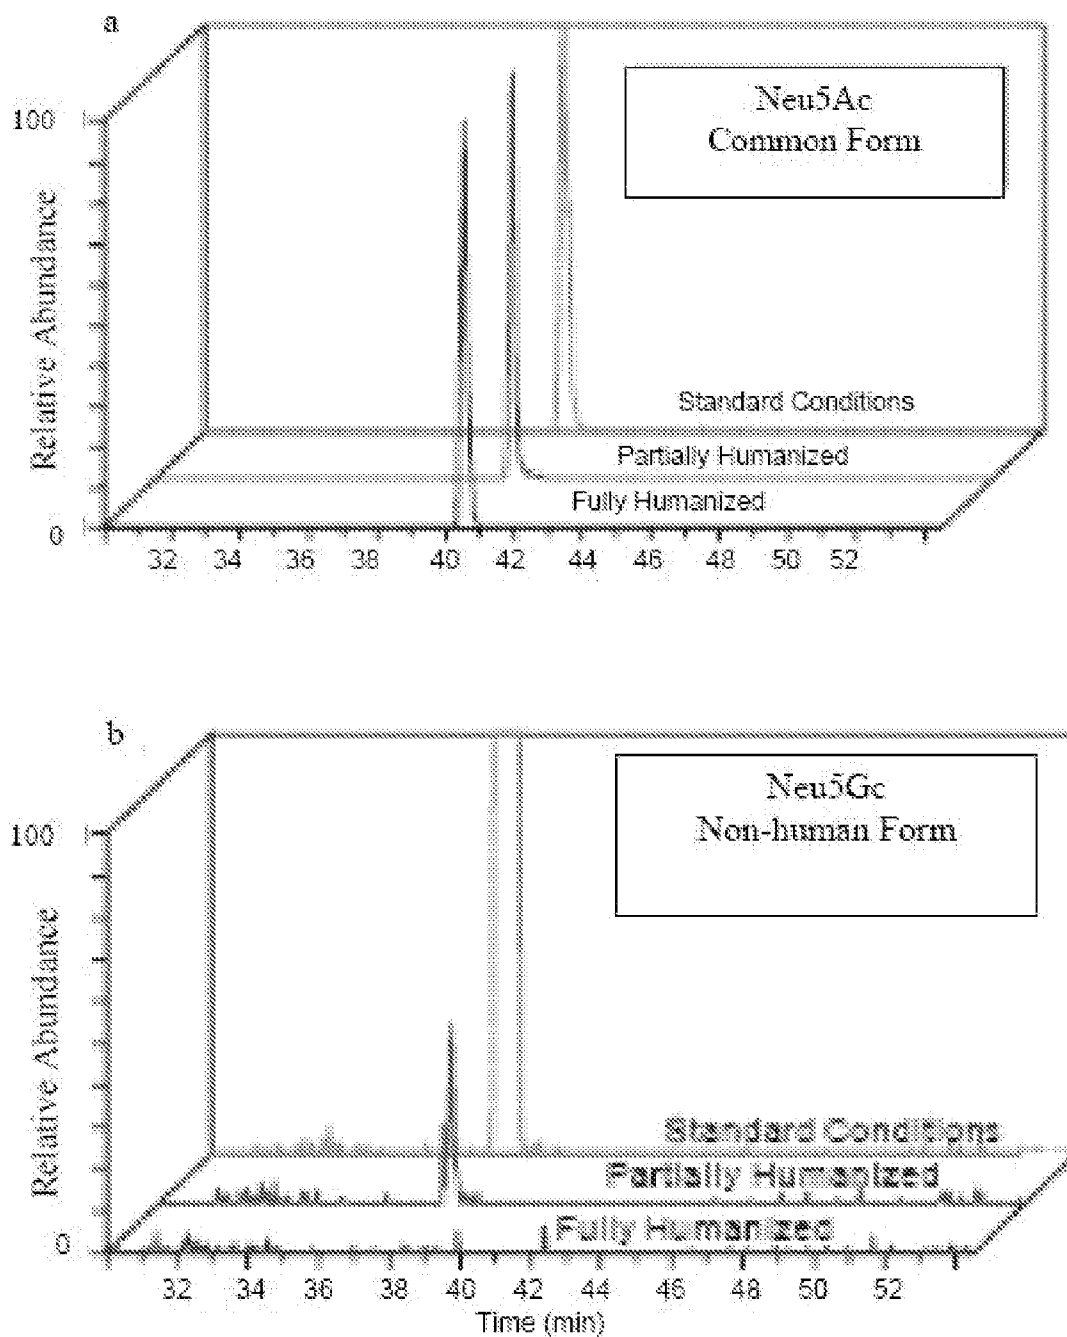 a
Neu5Ac
Common Form
100
Relative Abundance
Standard Conditions
Partially Humanized
Fully Humanized
0
32 34 36 38 40 42 44 46 48 50 52
b
Neu5Gc
Non-human Form
100
Relative Abundance
Standard Conditions
Partially Humanized
Fully Humanized
0
32 34 36 38 40 42 44 46 48 50 52
Time (min)